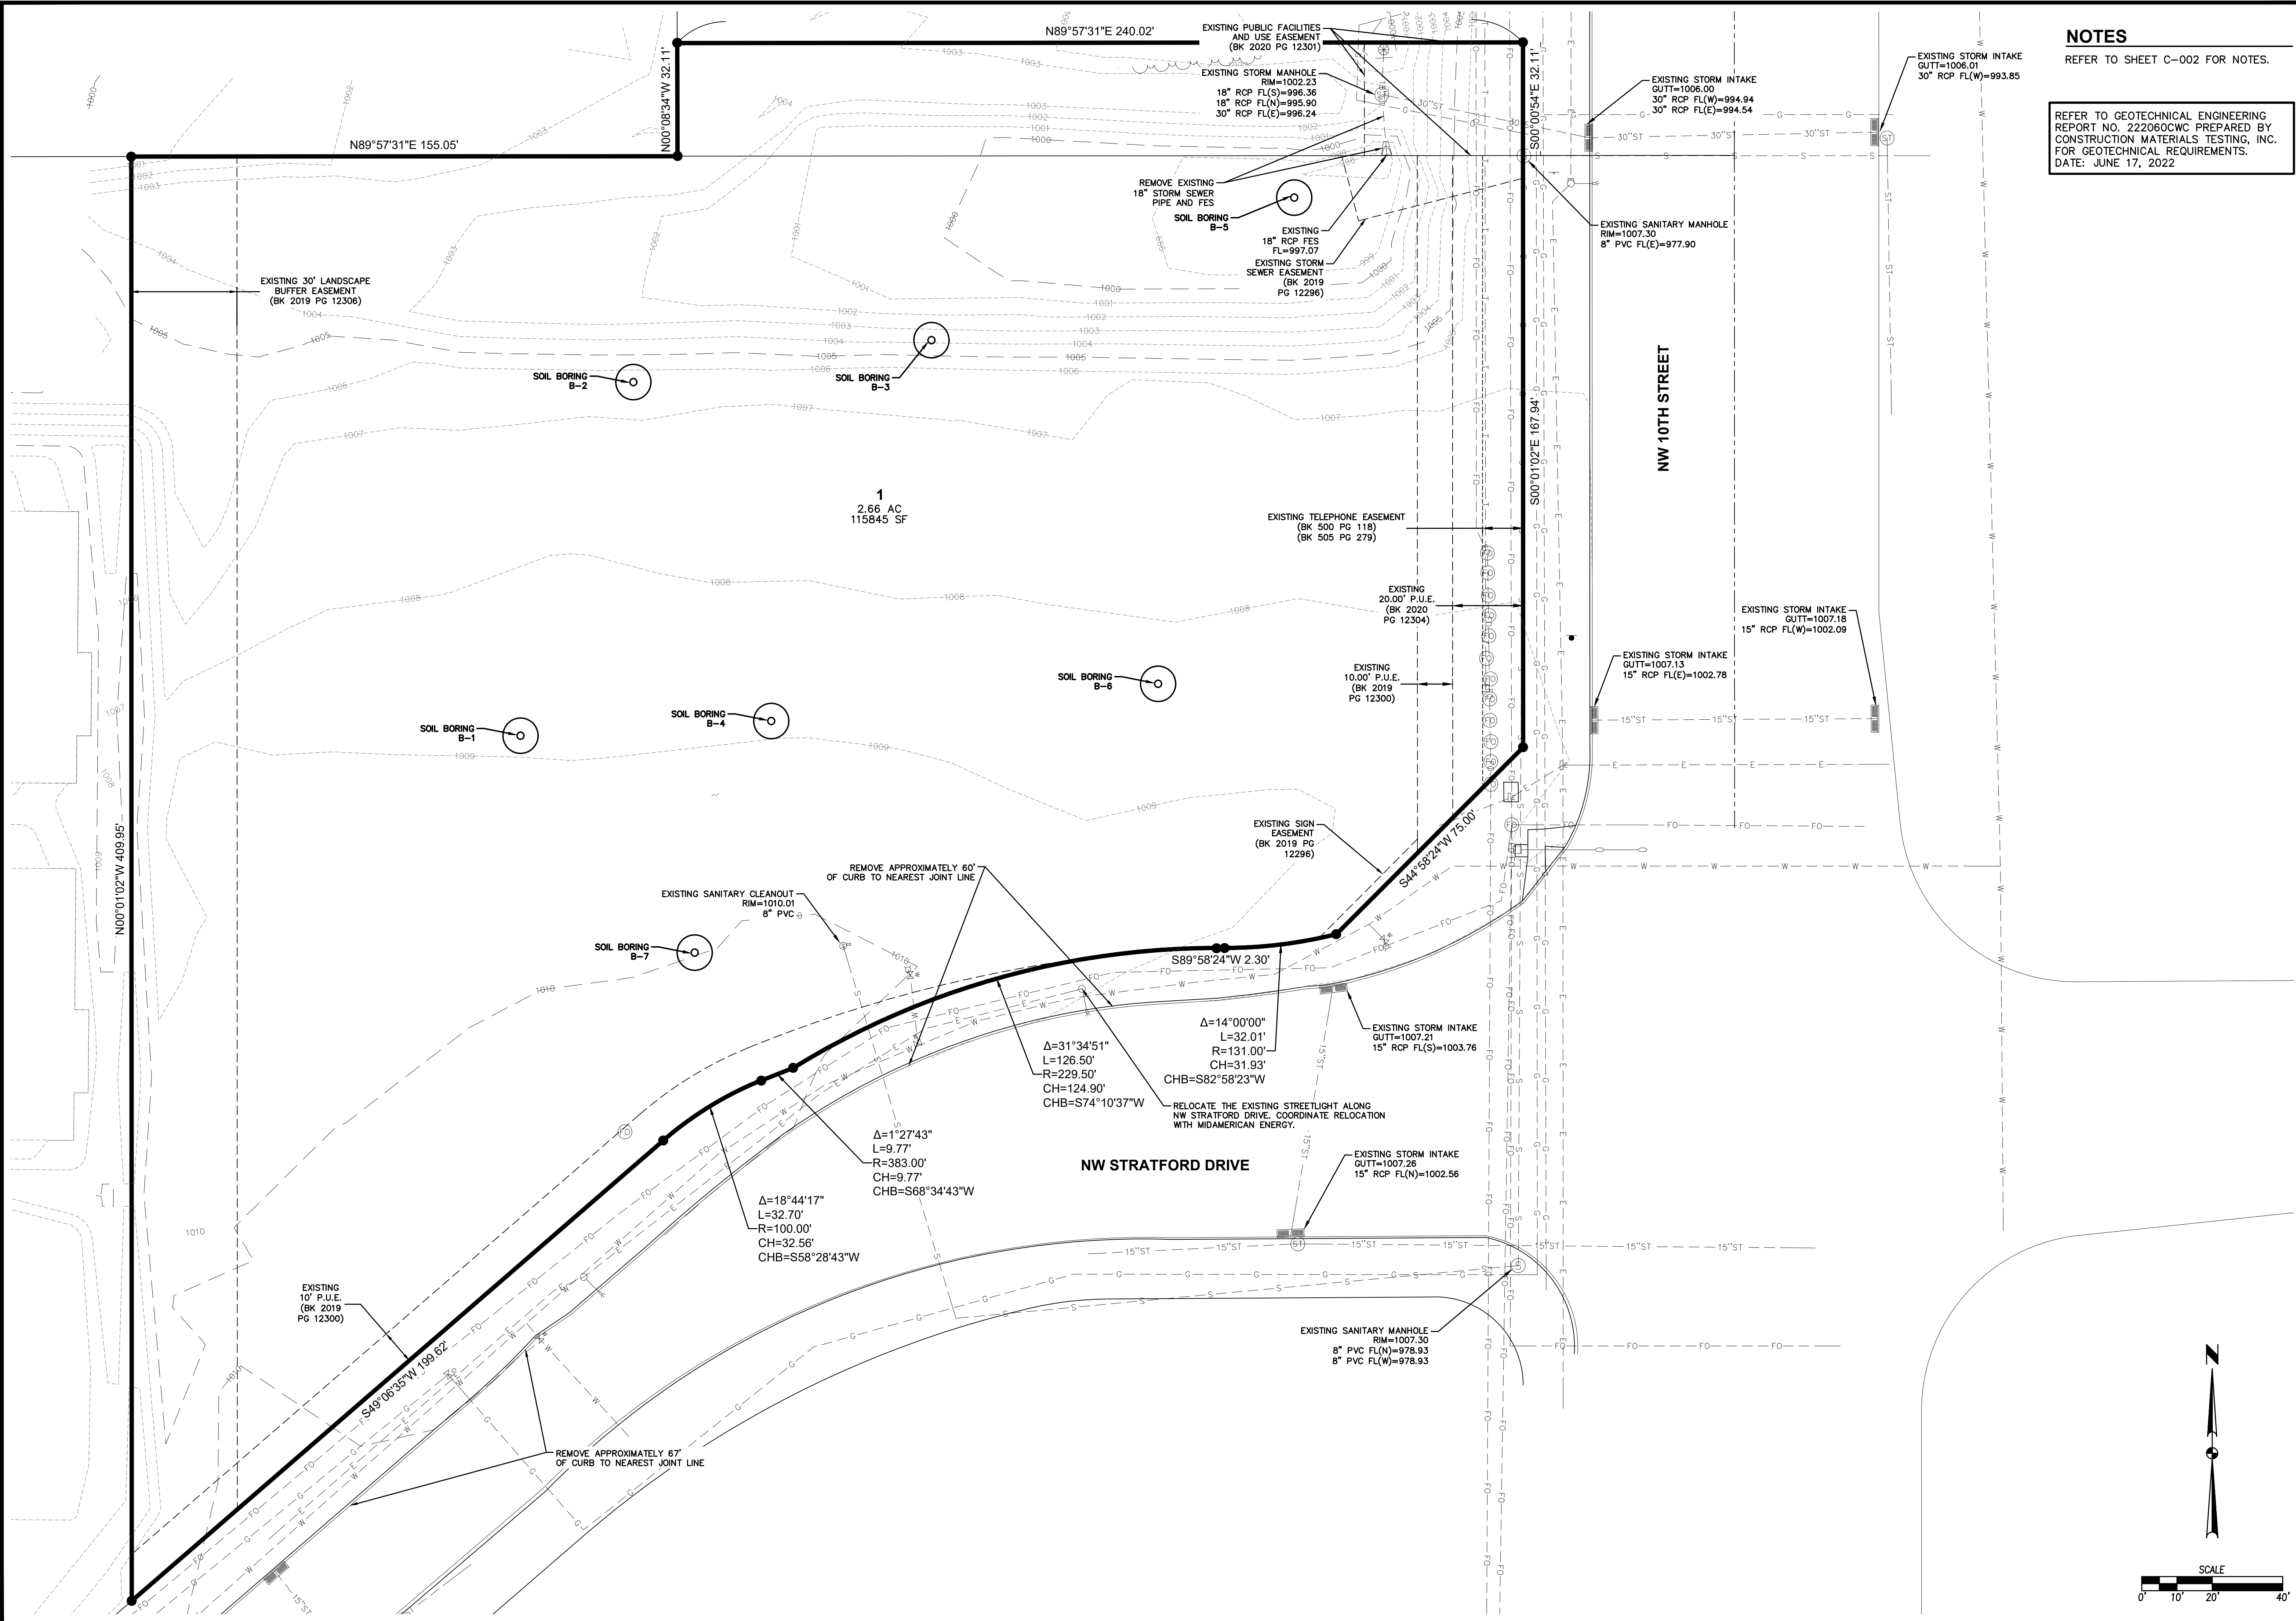 NOTES
REFER TO SHEET C-002 FOR NOTES.
REFER TO GEOTECHNICAL ENGINEERING
REPORT NO. 222060CWC PREPARED BY
CONSTRUCTION MATERIALS TESTING, INC.
FOR GEOTECHNICAL REQUIREMENTS.
DATE: JUNE 17, 2022
N89°57'31"E 240.02'
N00°08'34"W 32.11'
N89°57'31"E 155.05'
S00°00'54"E 32.11'
EXISTING PUBLIC FACILITIES
AND USE EASEMENT
(BK 2020 PG 12301)
EXISTING STORM MANHOLE
RIM=1002.23
18" RCP FL(S)=996.36
18" RCP FL(N)=995.90
30" RCP FL(E)=996.24
EXISTING STORM INTAKE
GUTT=1006.00
30" RCP FL(W)=994.94
30" RCP FL(E)=994.54
EXISTING STORM INTAKE
GUTT=1006.01
30" RCP FL(W)=993.85
REMOVE EXISTING
18" STORM SEWER
PIPE AND FES
SOIL BORING
B-5
EXISTING
18" RCP FES
FL=997.07
EXISTING STORM
SEWER EASEMENT
(BK 2019
PG 12296)
EXISTING SANITARY MANHOLE
RIM=1007.30
8" PVC FL(E)=977.90
EXISTING 30' LANDSCAPE
BUFFER EASEMENT
(BK 2019 PG 12306)
SOIL BORING
B-2
SOIL BORING
B-3
NW 10TH STREET
S00°01'02"E 167.94'
1
2.66 AC
115845 SF
EXISTING TELEPHONE EASEMENT
(BK 500 PG 118)
(BK 505 PG 279)
EXISTING
20.00' P.U.E.
(BK 2020
PG 12304)
EXISTING
10.00' P.U.E.
(BK 2019
PG 12300)
EXISTING STORM INTAKE
GUTT=1007.18
15" RCP FL(W)=1002.09
EXISTING STORM INTAKE
GUTT=1007.13
15" RCP FL(E)=1002.78
SOIL BORING
B-6
SOIL BORING
B-4
SOIL BORING
B-1
N00°01'02"W 409.95'
EXISTING SIGN
EASEMENT
(BK 2019 PG
12296)
S44°58'24"W 75.00'
REMOVE APPROXIMATELY 60'
OF CURB TO NEAREST JOINT LINE
EXISTING SANITARY CLEANOUT
RIM=1010.01
8" PVC
SOIL BORING
B-7
S89°58'24"W 2.30'
Δ=14°00'00"
L=32.01'
R=131.00'
CH=31.93'
CHB=S82°58'23"W
Δ=31°34'51"
L=126.50'
R=229.50'
CH=124.90'
CHB=S74°10'37"W
EXISTING STORM INTAKE
GUTT=1007.21
15" RCP FL(S)=1003.76
RELOCATE THE EXISTING STREETLIGHT ALONG
NW STRATFORD DRIVE. COORDINATE RELOCATION
WITH MIDAMERICAN ENERGY.
Δ=1°27'43"
L=9.77'
R=383.00'
CH=9.77'
CHB=S68°34'43"W
NW STRATFORD DRIVE
EXISTING STORM INTAKE
GUTT=1007.26
15" RCP FL(N)=1002.56
Δ=18°44'17"
L=32.70'
R=100.00'
CH=32.56'
CHB=S58°28'43"W
EXISTING
10' P.U.E.
(BK 2019
PG 12300)
S49°06'35"W 199.62'
EXISTING SANITARY MANHOLE
RIM=1007.30
8" PVC FL(N)=978.93
8" PVC FL(W)=978.93
REMOVE APPROXIMATELY 67'
OF CURB TO NEAREST JOINT LINE
N
SCALE
0' 10' 20' 40'